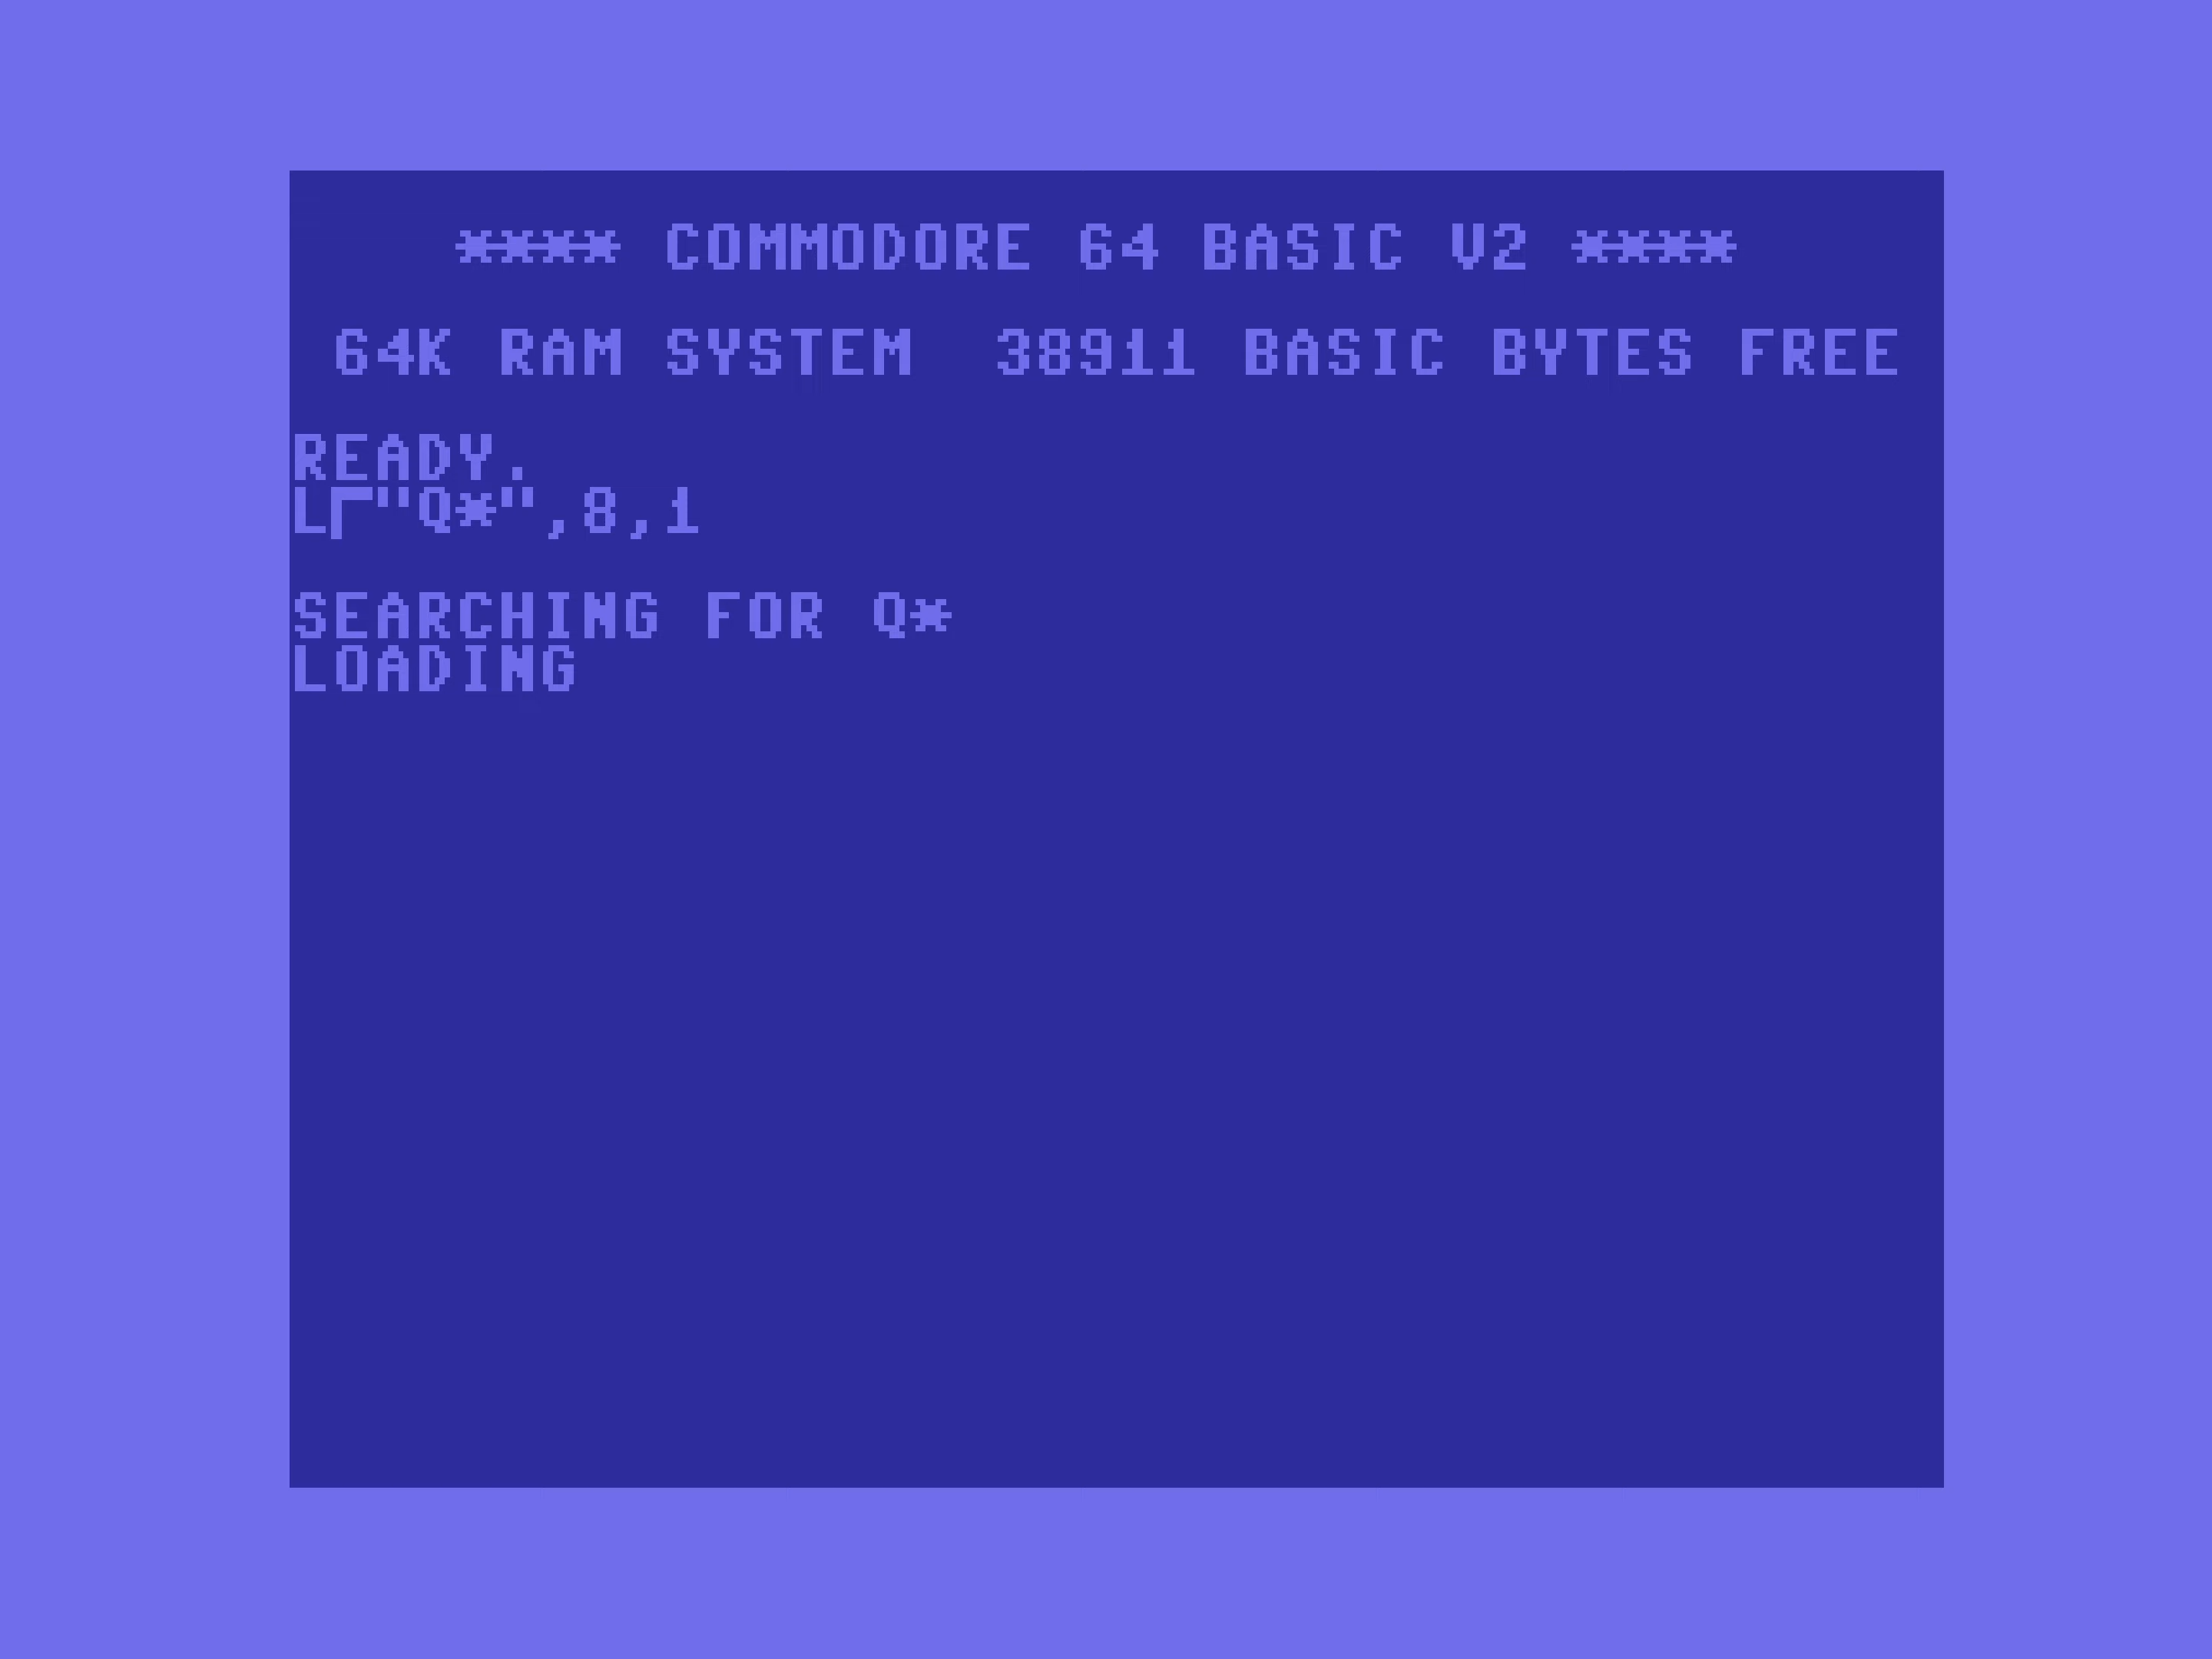 **** COMMODORE 64 BASIC V2 ****
64K RAM SYSTEM  38911 BASIC BYTES FREE
READY.
L┌"Q*",8,1
SEARCHING FOR Q*
LOADING